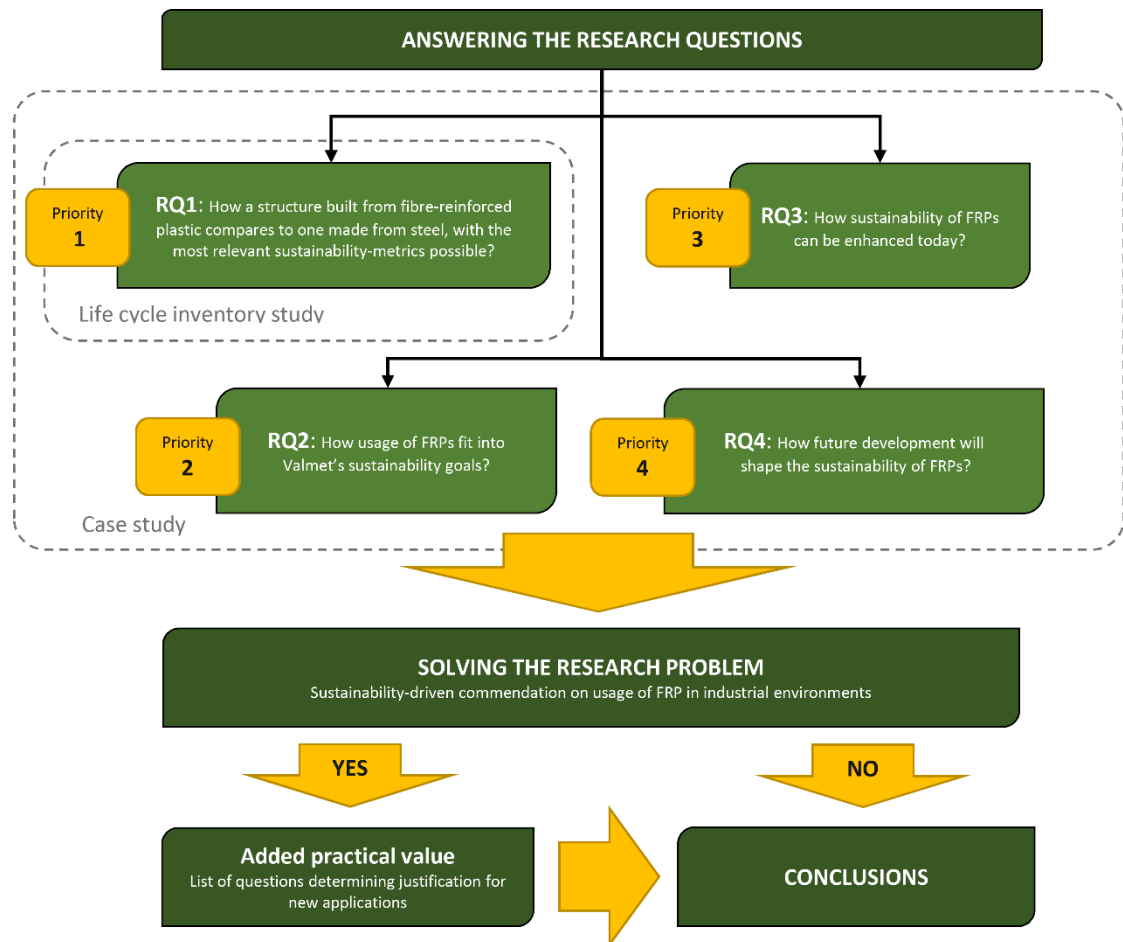 ANSWERING THE RESEARCH QUESTIONS
Priority
1
RQ1: How a structure built from fibre-reinforced
plastic compares to one made from steel, with the
most relevant sustainability-metrics possible?
Life cycle inventory study
Priority
3
RQ3: How sustainability of FRPs
can be enhanced today?
Priority
2
RQ2: How usage of FRPs fit into
Valmet's sustainability goals?
Priority
4
RQ4: How future development will
shape the sustainability of FRPs?
Case study
SOLVING THE RESEARCH PROBLEM
Sustainability-driven commendation on usage of FRP in industrial environments
YES
NO
Added practical value
List of questions determining justification for
new applications
CONCLUSIONS